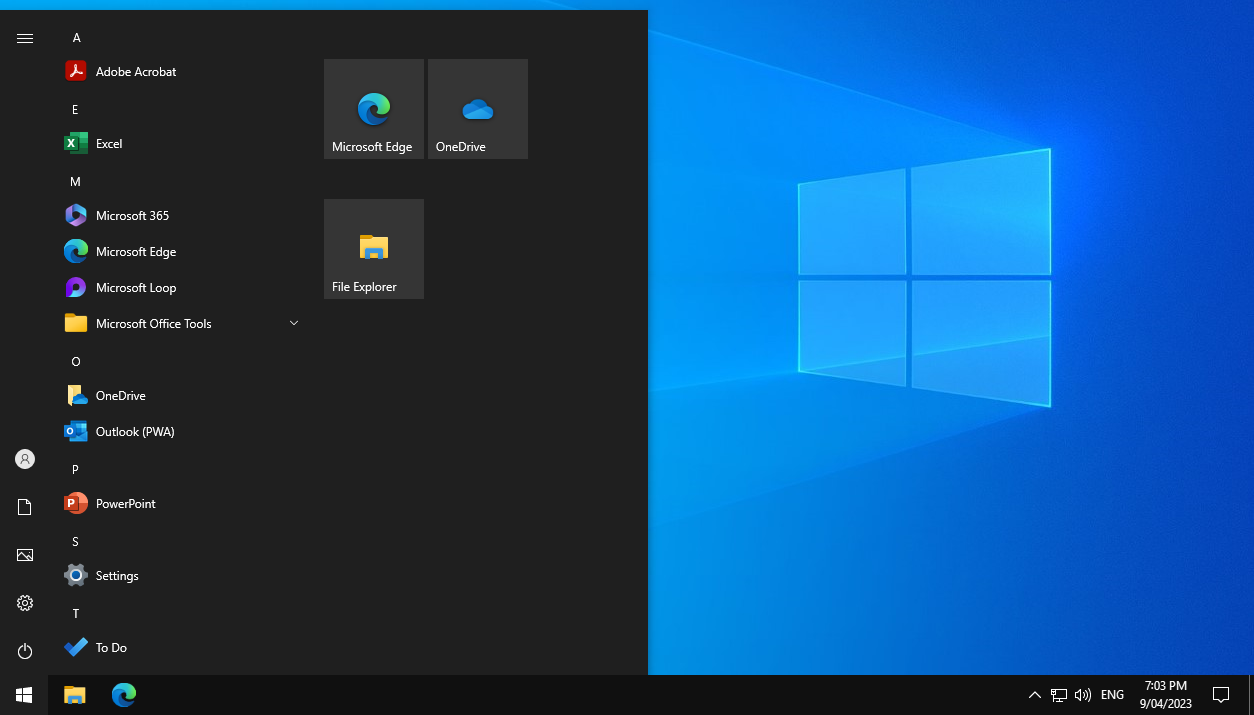 A
Adobe Acrobat
E
Excel
M
Microsoft 365
Microsoft Edge
Microsoft Loop
Microsoft Office Tools
O
OneDrive
Outlook (PWA)
P
PowerPoint
S
Settings
T
To Do
Microsoft Edge
OneDrive
File Explorer
ENG
7:03 PM
9/04/2023